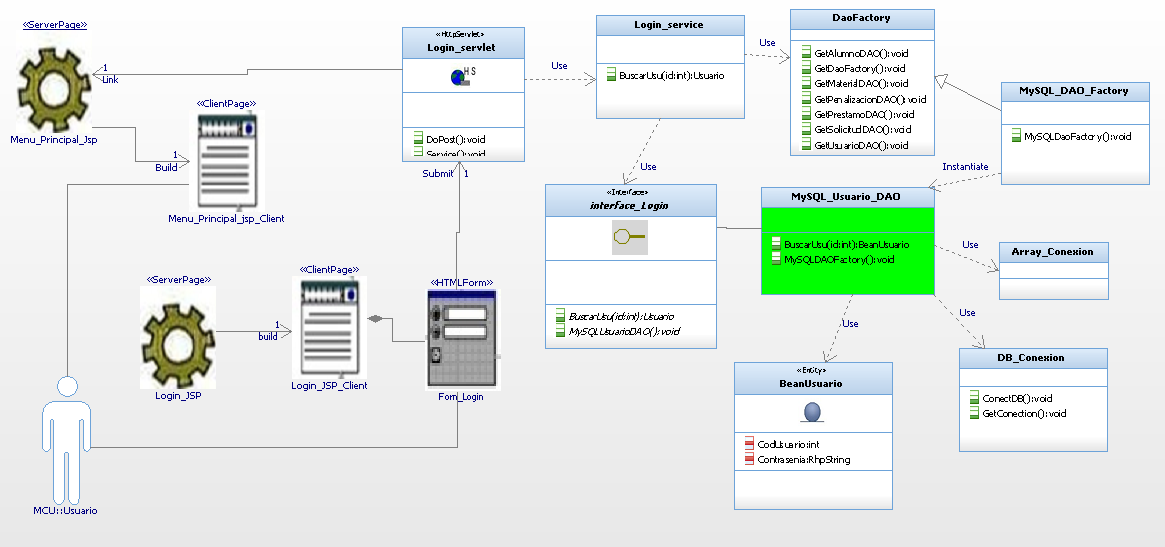 «ServerPage»
1
Link
Menu_Principal_Jsp
1
Build
«ClientPage»
Menu_Principal_jsp_Client
«HttpServlet»
Login_servlet
H S
L
DoPost():void
Service():void
Submit
1
Use
Login_service
BuscarUsu(id:int):Usuario
Use
Use
DaoFactory
GetAlumnoDAO():void
GetDaoFactory():void
GetMaterialDAO():void
GetPenalizacionDAO():void
GetPrestamoDAO():void
GetSolicitudDAO():void
GetUsuarioDAO():void
MySQL_DAO_Factory
MySQLDaoFactory():void
Instantiate
«Interface»
interface_Login
BuscarUsu(id:int):Usuario
MySQLUsuarioDAO():void
MySQL_Usuario_DAO
BuscarUsu(id:int):BeanUsuario
MySQLDAOFactory():void
Use
Array_Conexion
Use
DB_Conexion
ConectDB():void
GetConection():void
Use
«Entity»
BeanUsuario
CodUsuario:int
Contrasenia:RhpString
«ServerPage»
Login_JSP
1
build
«ClientPage»
Login_JSP_Client
«HTMLForm»
Form_Login
MCU::Usuario